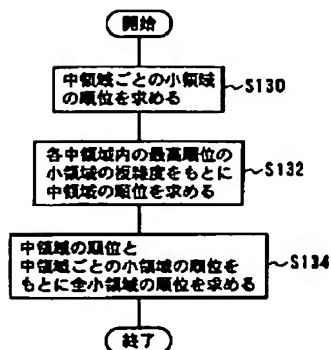 開始
中領域ごとの小領域
の順位を求める
S130
各中領域内の最高順位の
小領域の複雑度をもとに
中領域の順位を求める
S132
中領域の順位と
中領域ごとの小領域の順位を
もとに全小領域の順位を求める
S134
終了